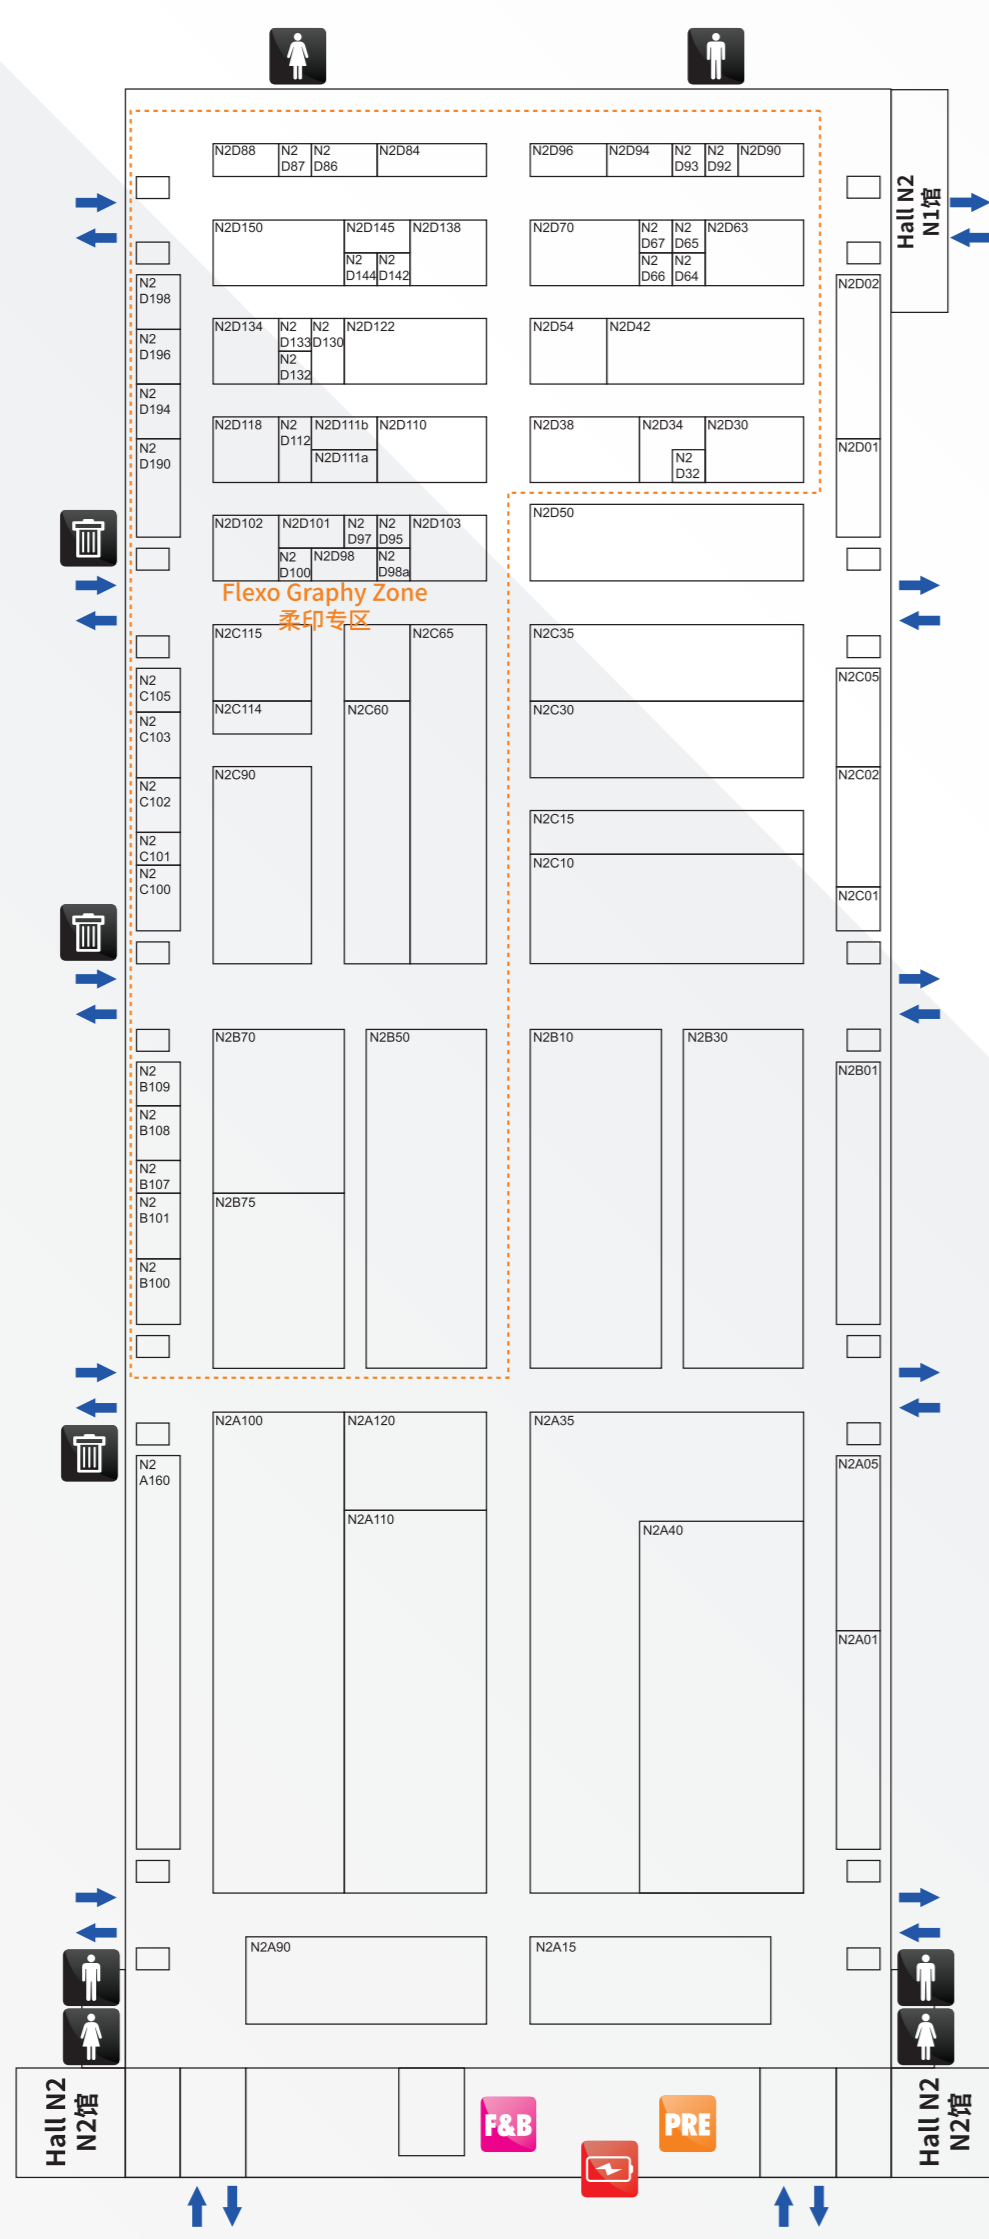 Hall N2
N1馆
N2D88
N2
D87
N2
D86
N2D84
N2D96
N2D94
N2
D93
N2
D92
N2D90
N2D150
N2D145
N2D138
N2
D144
N2
D142
N2D70
N2
D67
N2
D65
N2D63
N2
D66
N2
D64
N2
D198
N2
D196
N2
D194
N2
D190
N2D02
N2D01
N2D134
N2
D133
N2
D130
N2D122
N2
D132
N2D54
N2D42
N2D118
N2
D112
N2D111b
N2D110
N2D111a
N2D38
N2D34
N2D30
N2
D32
N2D102
N2D101
N2
D97
N2
D95
N2D103
N2
D100
N2D98
N2
D98a
N2D50
Flexo Graphy Zone
柔印专区
N2C115
N2C65
N2C114
N2C60
N2C90
N2C35
N2C30
N2C15
N2C10
N2
C105
N2
C103
N2
C102
N2
C101
N2
C100
N2C05
N2C02
N2C01
N2B70
N2B50
N2B10
N2B30
N2B75
N2
B109
N2
B108
N2
B107
N2
B101
N2
B100
N2B01
N2A100
N2A120
N2A110
N2A35
N2A40
N2
A160
N2A05
N2A01
N2A90
N2A15
Hall N2
N2馆
F&B
PRE
Hall N2
N2馆